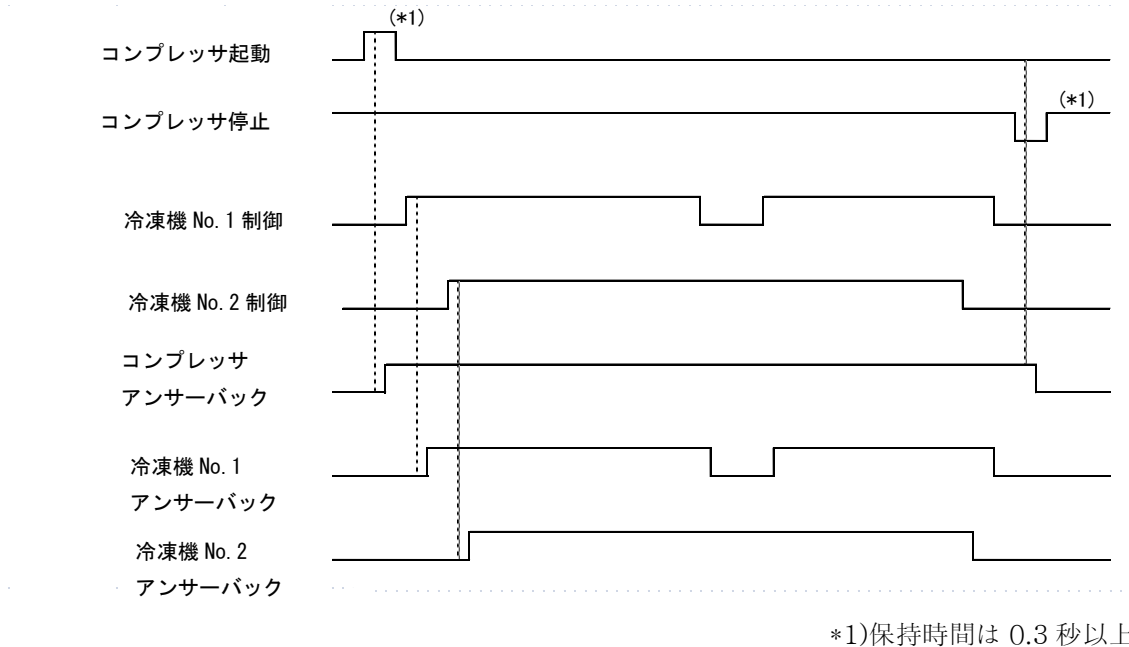 (*1)
コンプレッサ起動
(*1)
コンプレッサ停止
冷凍機 No. 1 制御
冷凍機 No. 2 制御
コンプレッサ
アンサーバック
冷凍機 No. 1
アンサーバック
冷凍機 No. 2
アンサーバック
*1)保持時間は 0.3 秒以上